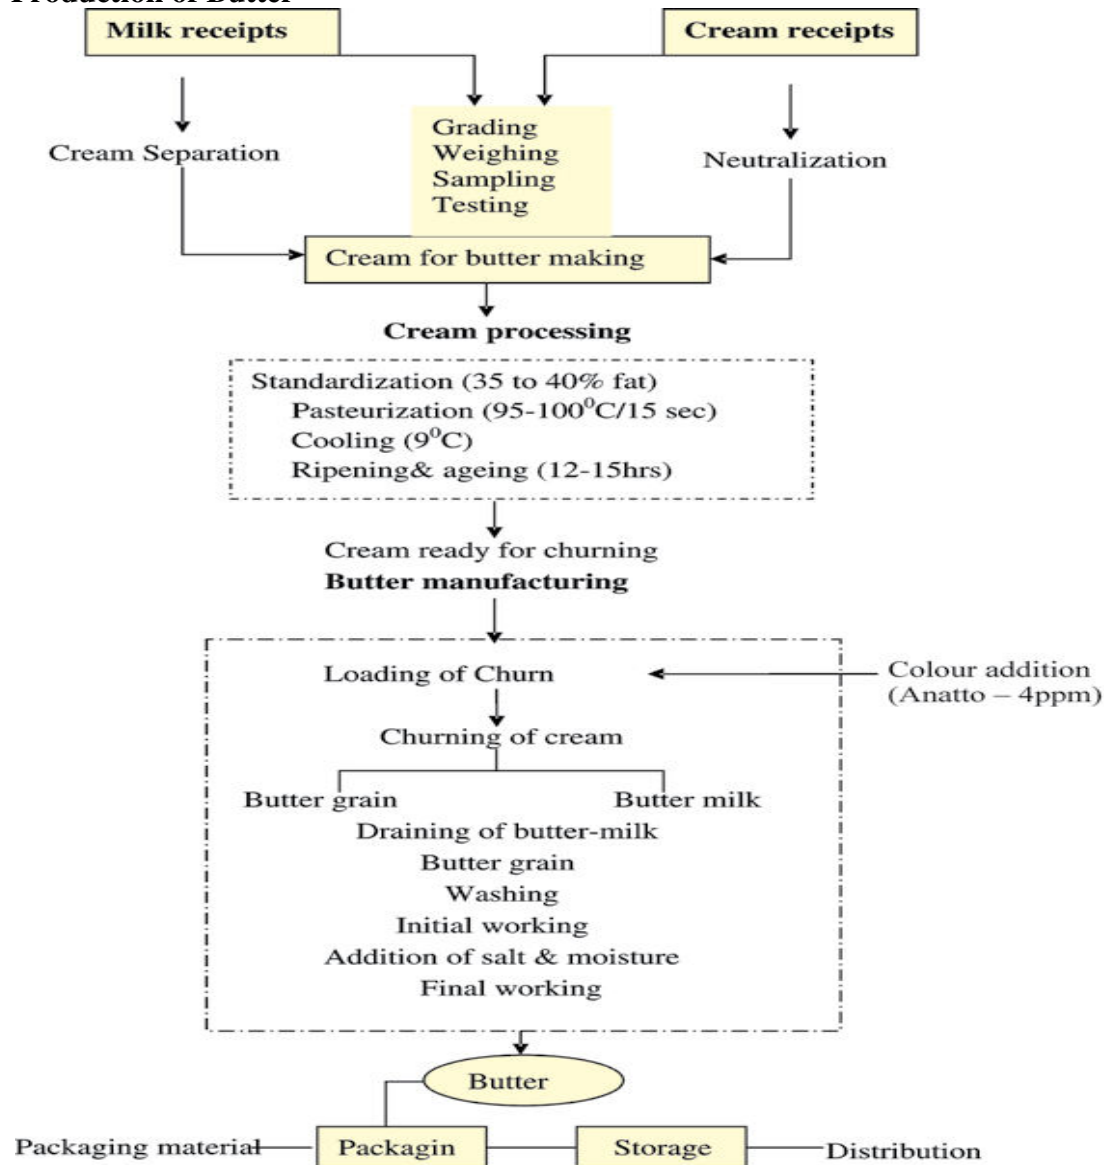 Production of Butter
Milk receipts
Cream receipts
Grading
Weighing
Sampling
Testing
Cream Separation
Neutralization
Cream for butter making
Cream processing
Standardization (35 to 40% fat)
Pasteurization (95-100⁰C/15 sec)
Cooling (9⁰C)
Ripening& ageing (12-15hrs)
Cream ready for churning
Butter manufacturing
Loading of Churn
Colour addition
(Anatto – 4ppm)
Churning of cream
Butter grain
Butter milk
Draining of butter-milk
Butter grain
Washing
Initial working
Addition of salt & moisture
Final working
Butter
Packaging material
Packagin
Storage
Distribution